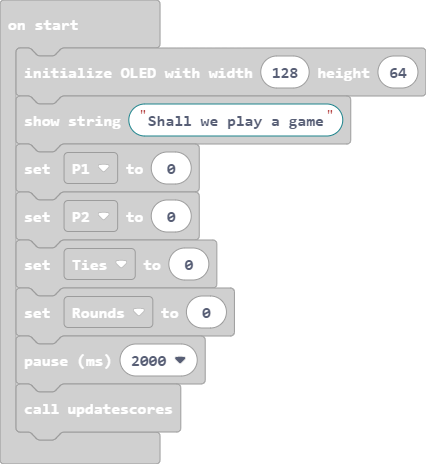 on start
initialize OLED with width 128 height 64
show string "Shall we play a game"
set P1 to 0
set P2 to 0
set Ties to 0
set Rounds to 0
pause (ms) 2000
call updatescores